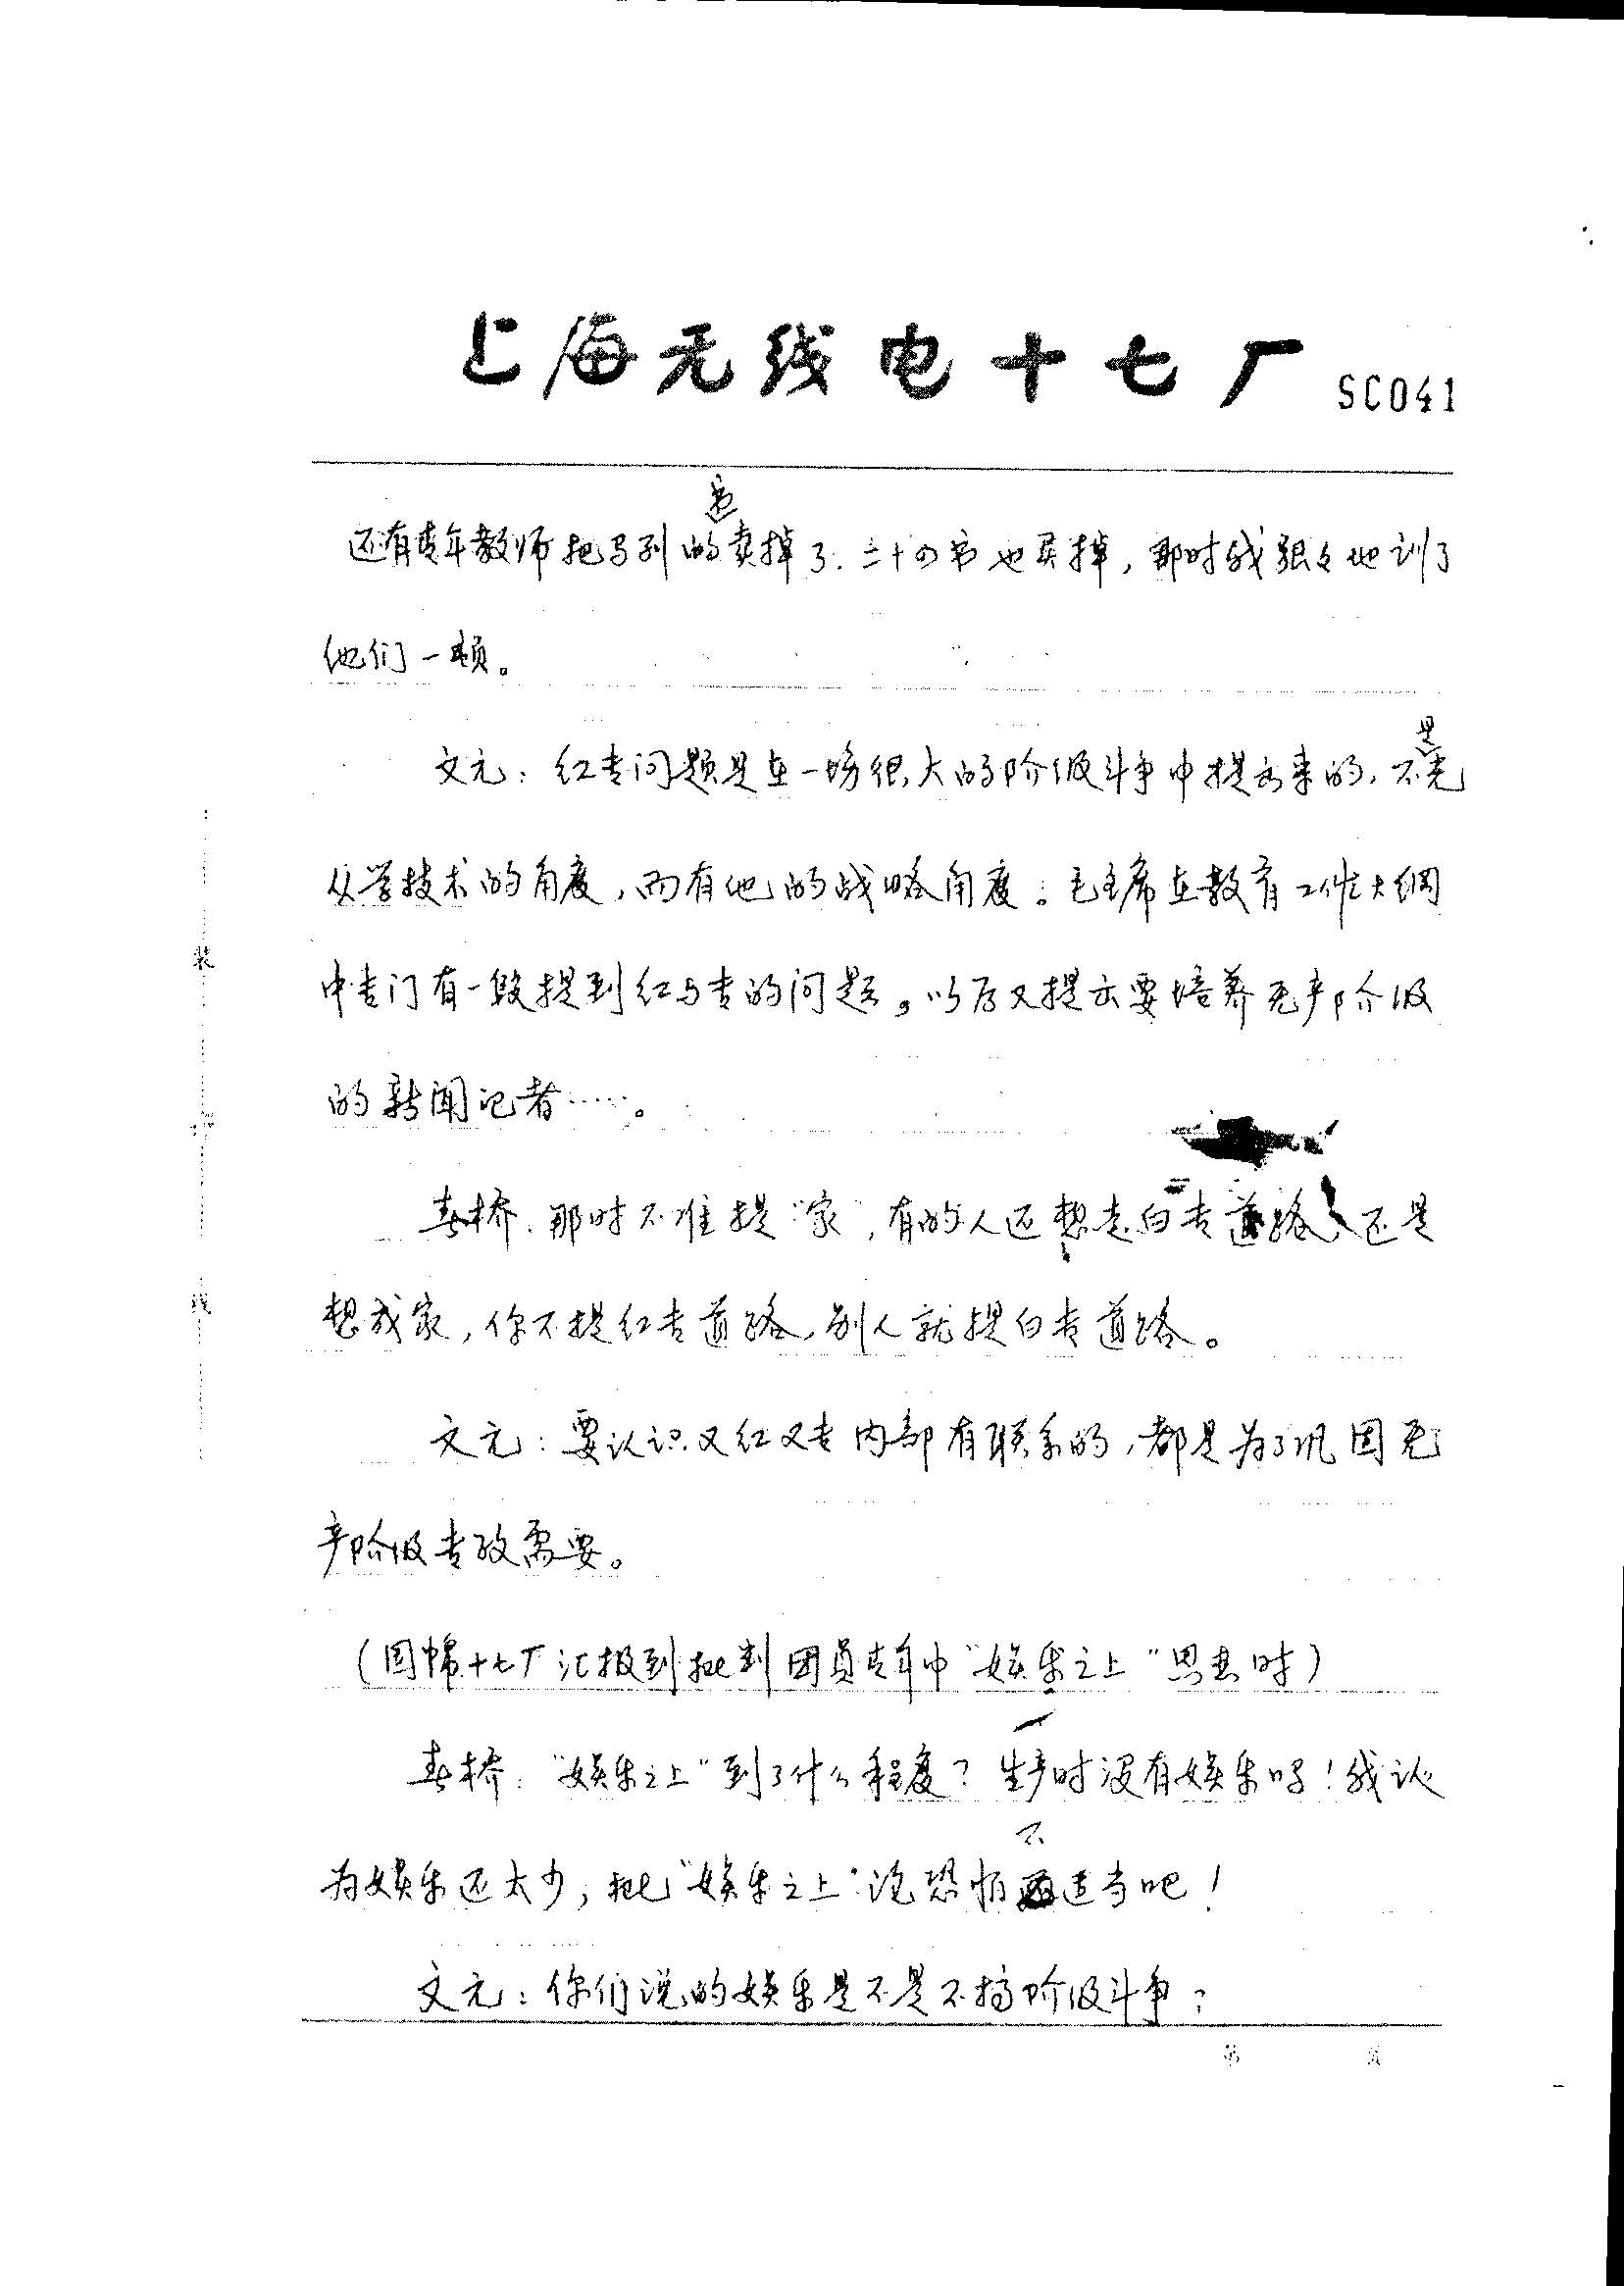 上海无线电十七厂 SC041
还有青年教师把马列的书卖掉了.二十四节也卖掉,那时我狠々地训了
他们一顿。
文元:红专问题是在一场很大的阶级斗争中提出来的,不是光
从学技术的角度,而有他的战略角度。毛主席在教育工作大纲
中专门有一段提到红与专的问题。以后又提出要培养无产阶级
的新闻记者……。
春桥:那时不准提“家”,有的人还想走白专道路,还是
想成家,你不提红专道路,别人就提白专道路。
文元:要认识又红又专内部有联系的,都是为了巩固无
产阶级专政需要。
(国棉十七厂汇报到批判团员青年中“娱乐之上”思想时)
春桥:“娱乐之上”到了什么程度?生产时没有娱乐吗!我认
为娱乐还太少,批“娱乐之上”论恐怕不适当吧!
文元:你们说的娱乐是不是不搞阶级斗争?
装
订
线
第 页